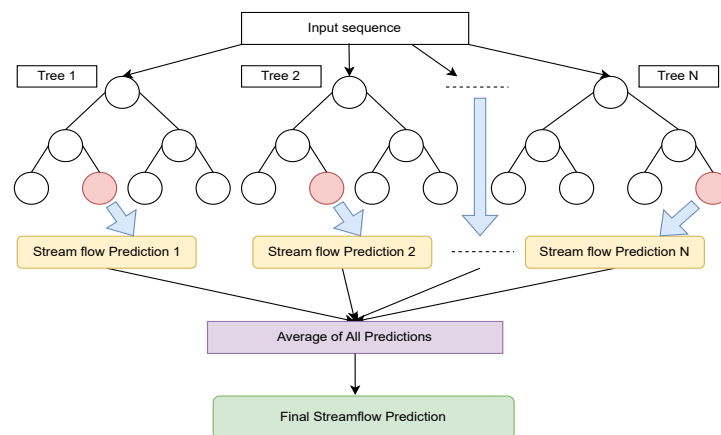 Input sequence
Tree 1
Tree 2
Tree N
Stream flow Prediction 1
Stream flow Prediction 2
Stream flow Prediction N
Average of All Predictions
Final Streamflow Prediction